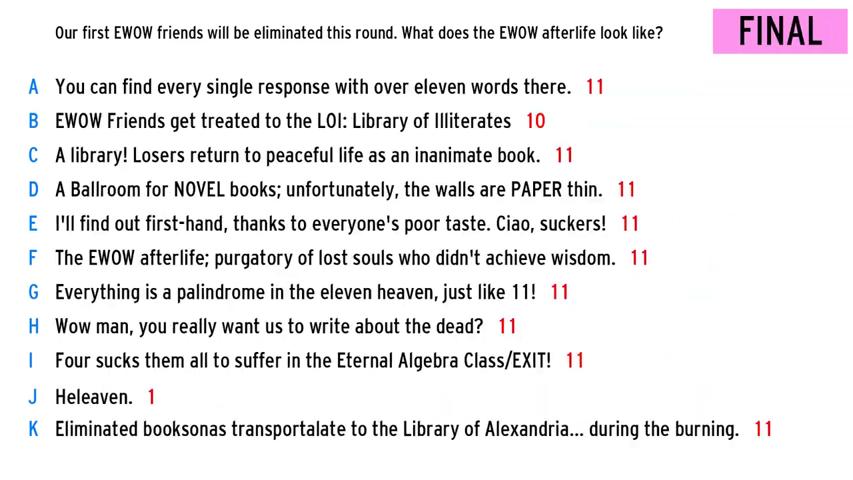 Our first EWOW friends will be eliminated this round. What does the EWOW afterlife look like?
FINAL
A You can find every single response with over eleven words there. 11
B EWOW Friends get treated to the LOI: Library of Illiterates 10
C A library! Losers return to peaceful life as an inanimate book. 11
D A Ballroom for NOVEL books; unfortunately, the walls are PAPER thin. 11
E I'll find out first-hand, thanks to everyone's poor taste. Ciao, suckers! 11
F The EWOW afterlife; purgatory of lost souls who didn't achieve wisdom. 11
G Everything is a palindrome in the eleven heaven, just like 11! 11
H Wow man, you really want us to write about the dead? 11
I Four sucks them all to suffer in the Eternal Algebra Class/EXIT! 11
J Heleaven. 1
K Eliminated booksonas transportalate to the Library of Alexandria... during the burning. 11